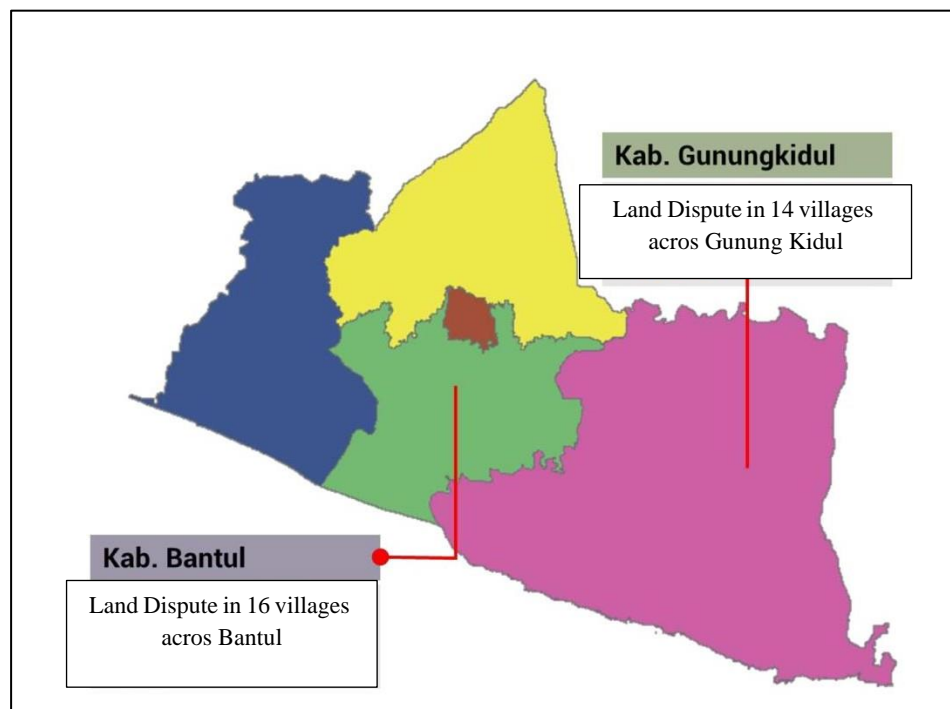 Kab. Gunungkidul
Land Dispute in 14 villages
acros Gunung Kidul
Kab. Bantul
Land Dispute in 16 villages
acros Bantul